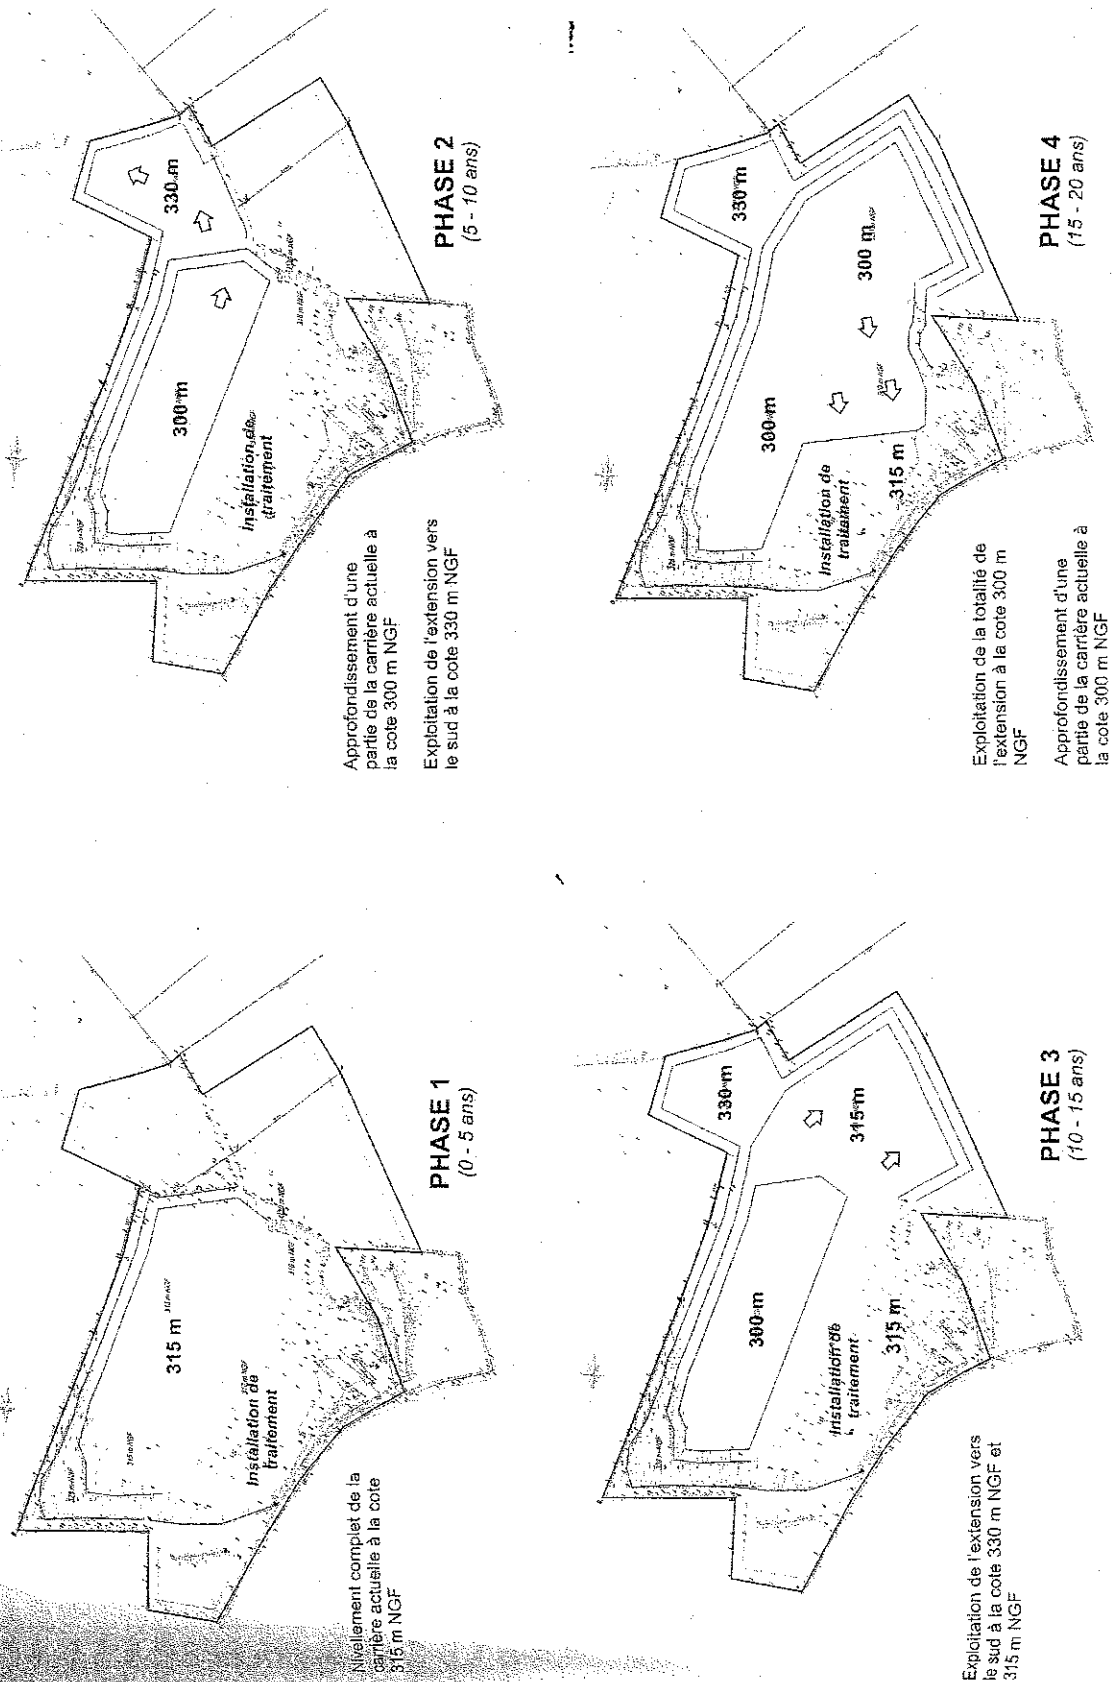 315 m
Installation de
traitement
PHASE 1
(0 - 5 ans)
Nivellement complet de la
carrière actuelle à la cote
315 m NGF
300 m
330 m
Installation de
traitement
PHASE 2
(5 - 10 ans)
Approfondissement d'une
partie de la carrière actuelle à
la cote 300 m NGF
Exploitation de l'extension vers
le sud à la cote 330 m NGF
300 m
330 m
315 m
315 m
Installation de
traitement
PHASE 3
(10 - 15 ans)
Exploitation de l'extension vers
le sud à la cote 330 m NGF et
315 m NGF
300 m
330 m
300 m
315 m
Installation de
traitement
PHASE 4
(15 - 20 ans)
Exploitation de la totalité de
l'extension à la cote 300 m
NGF
Approfondissement d'une
partie de la carrière actuelle à
la cote 300 m NGF